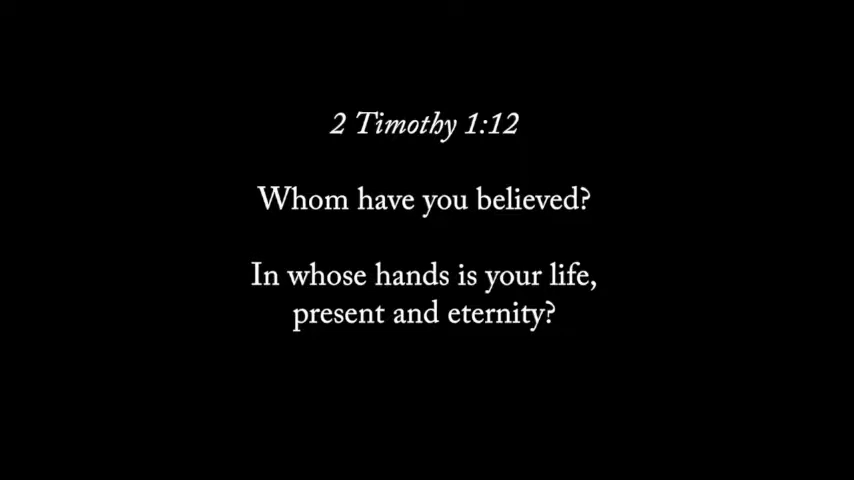 2 Timothy 1:12
Whom have you believed?
In whose hands is your life,
present and eternity?